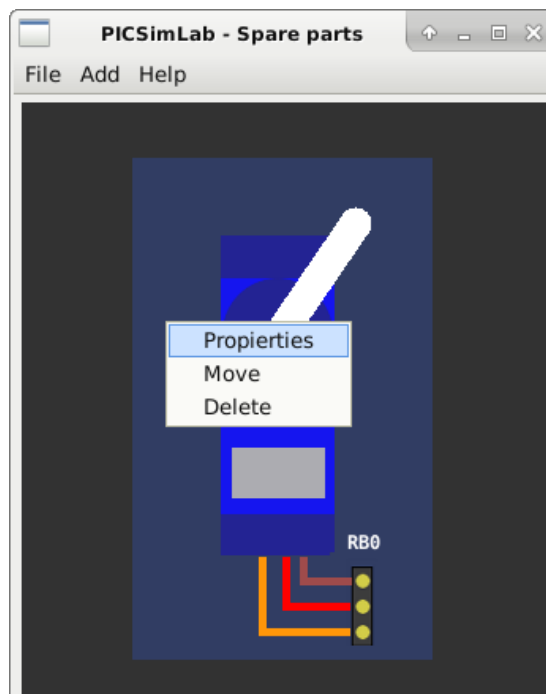 PICSimLab - Spare parts
File Add Help
Propierties
Move
Delete
RB0